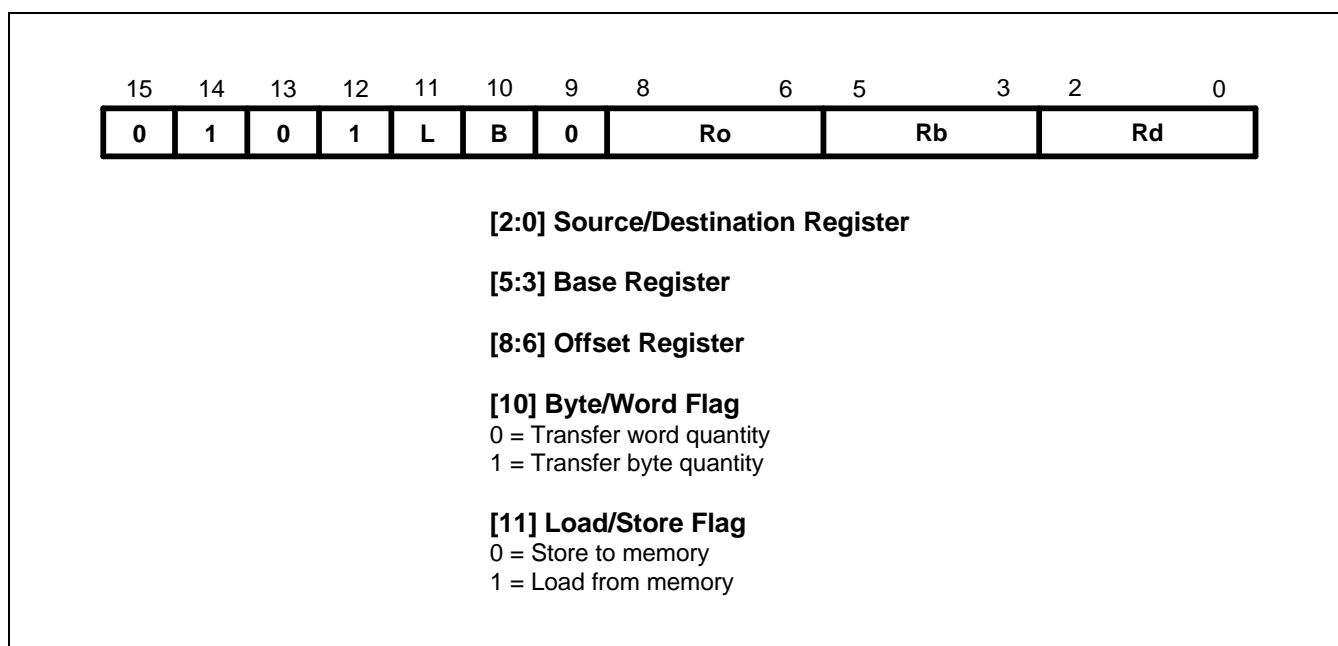 15 14 13 12 11 10 9 8 6 5 3 2 0
0 1 0 1 L B 0 Ro Rb Rd
[2:0] Source/Destination Register
[5:3] Base Register
[8:6] Offset Register
[10] Byte/Word Flag
0 = Transfer word quantity
1 = Transfer byte quantity
[11] Load/Store Flag
0 = Store to memory
1 = Load from memory